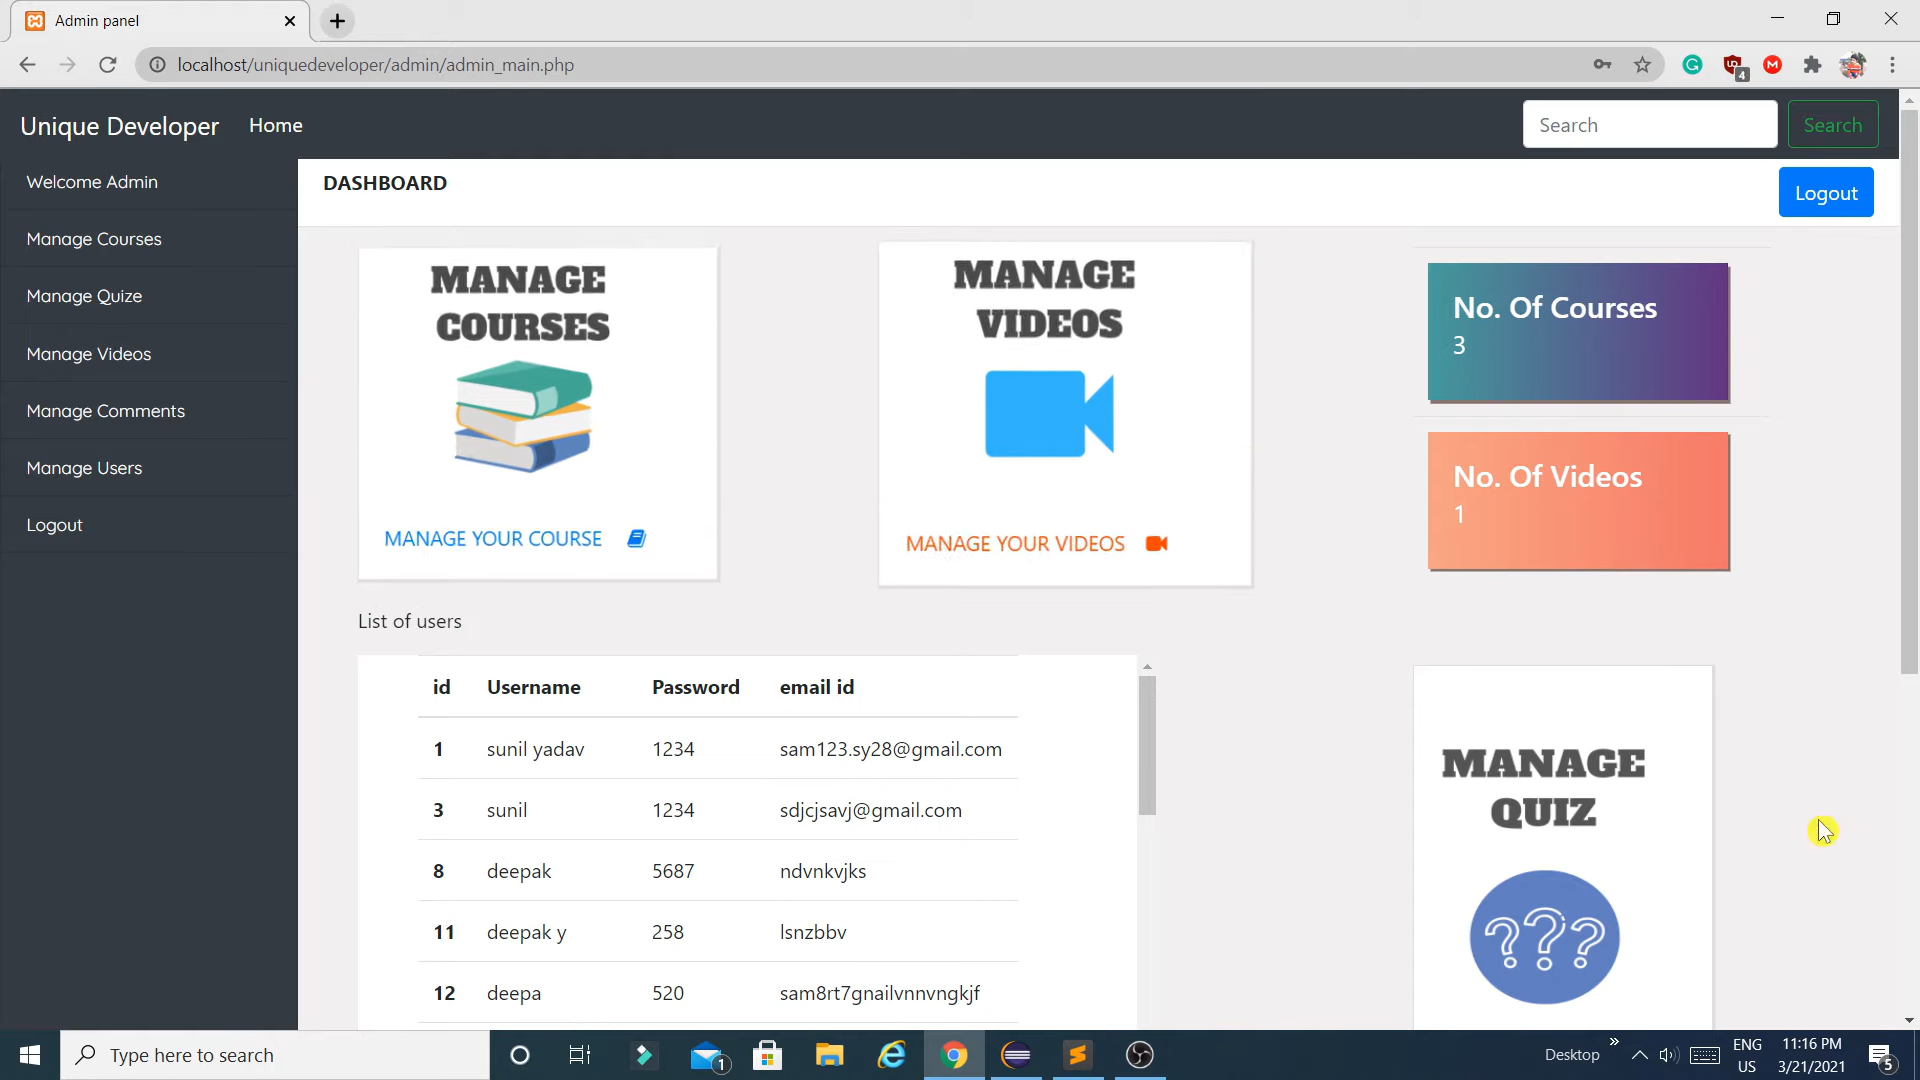 Admin panel
localhost/uniquedeveloper/admin/admin_main.php
4
Unique Developer Home
Search Search
Welcome Admin
Manage Courses
Manage Quize
Manage Videos
Manage Comments
Manage Users
Logout
DASHBOARD
Logout
MANAGE
COURSES
MANAGE YOUR COURSE
MANAGE
VIDEOS
MANAGE YOUR VIDEOS
No. Of Courses
3
No. Of Videos
1
List of users
id Username Password email id
1 sunil yadav 1234 sam123.sy28@gmail.com
3 sunil 1234 sdjcjsavj@gmail.com
8 deepak 5687 ndvnkvjks
11 deepak y 258 lsnzbbv
12 deepa 520 sam8rt7gnailvnnvngkjf
MANAGE
QUIZ
???
Type here to search
1
Desktop
ENG
US
11:16 PM
3/21/2021
5